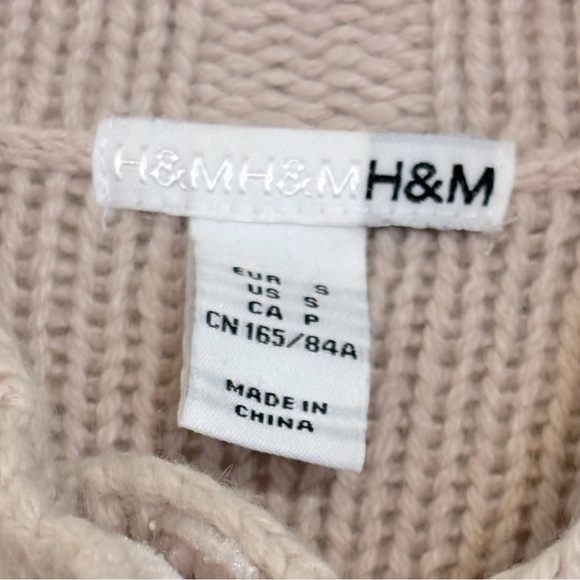 H&MH&MH&M
EUR S
US S
CA P
CN 165/84A
MADE IN
CHINA